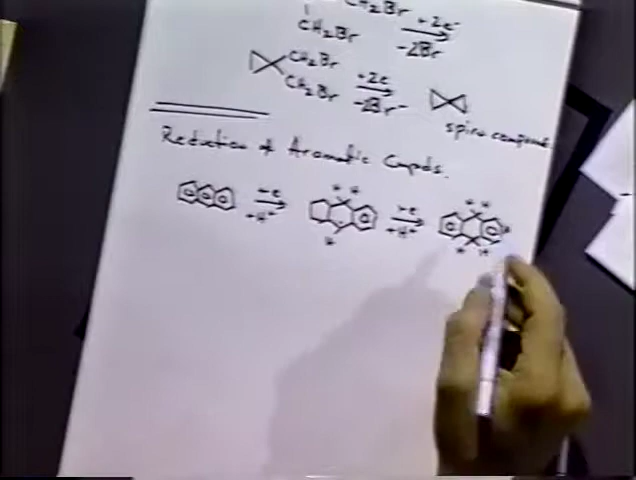 CH₂Br +2e⁻
CH₂Br -2Br
CH₂Br +2e
CH₂Br -2Br⁻
spiro compound
Reduction of Aromatic Cmpds.
H H H H
-e -e
+H⁺ +H⁺
H H H